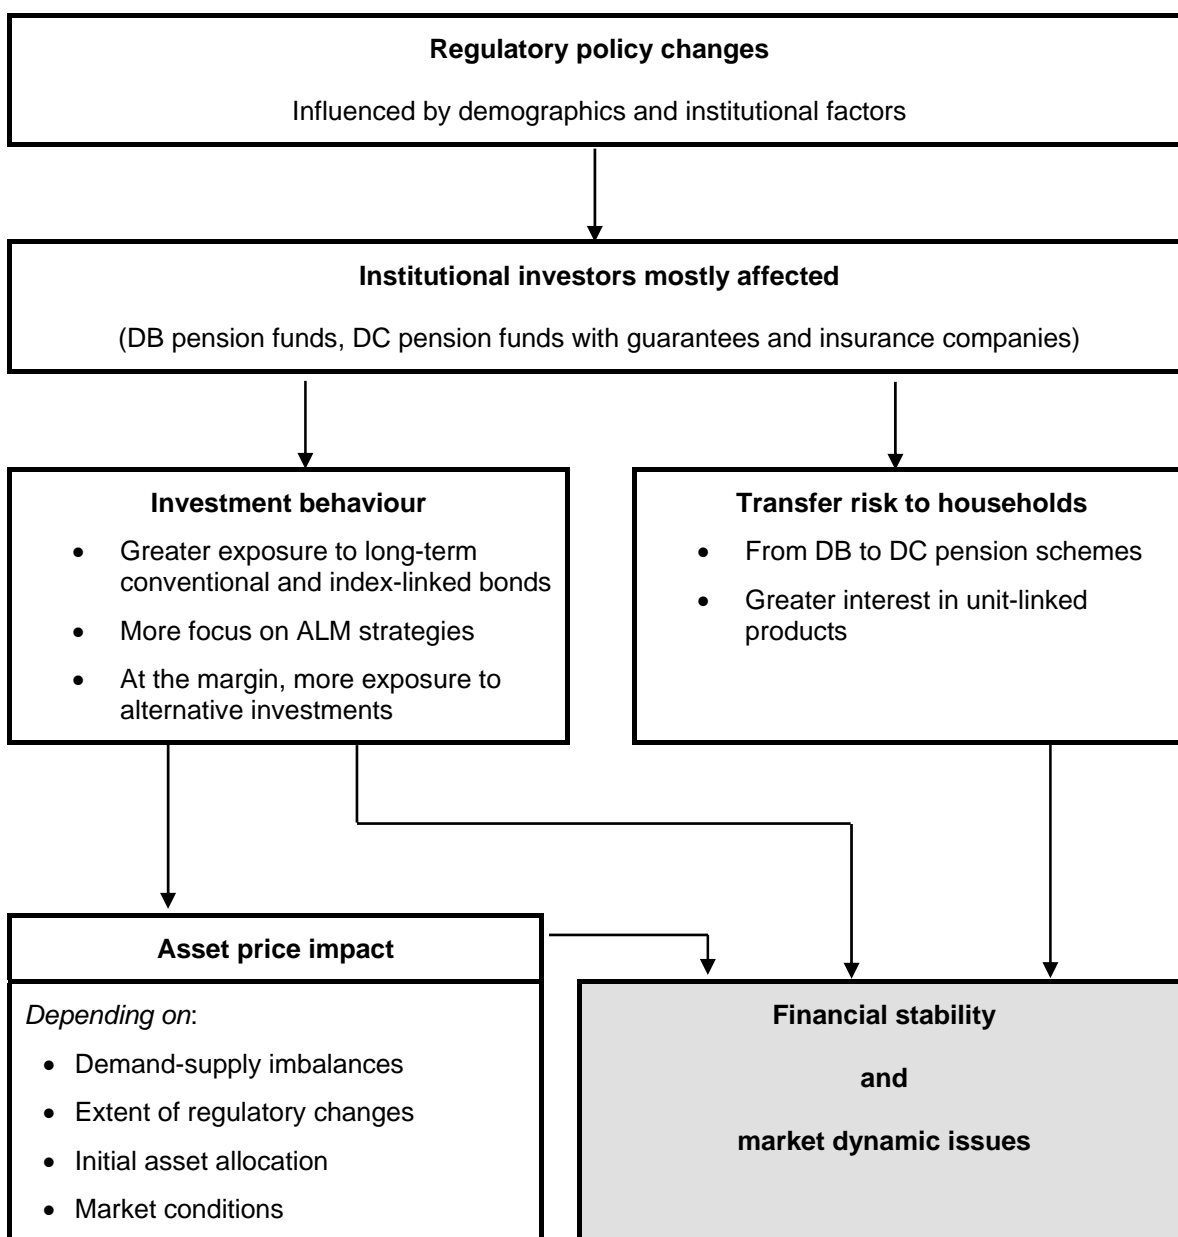 Regulatory policy changes
Influenced by demographics and institutional factors
Institutional investors mostly affected
(DB pension funds, DC pension funds with guarantees and insurance companies)
Investment behaviour
• Greater exposure to long-term
conventional and index-linked bonds
• More focus on ALM strategies
• At the margin, more exposure to
alternative investments
Transfer risk to households
• From DB to DC pension schemes
• Greater interest in unit-linked
products
Asset price impact
Depending on:
• Demand-supply imbalances
• Extent of regulatory changes
• Initial asset allocation
• Market conditions
Financial stability
and
market dynamic issues